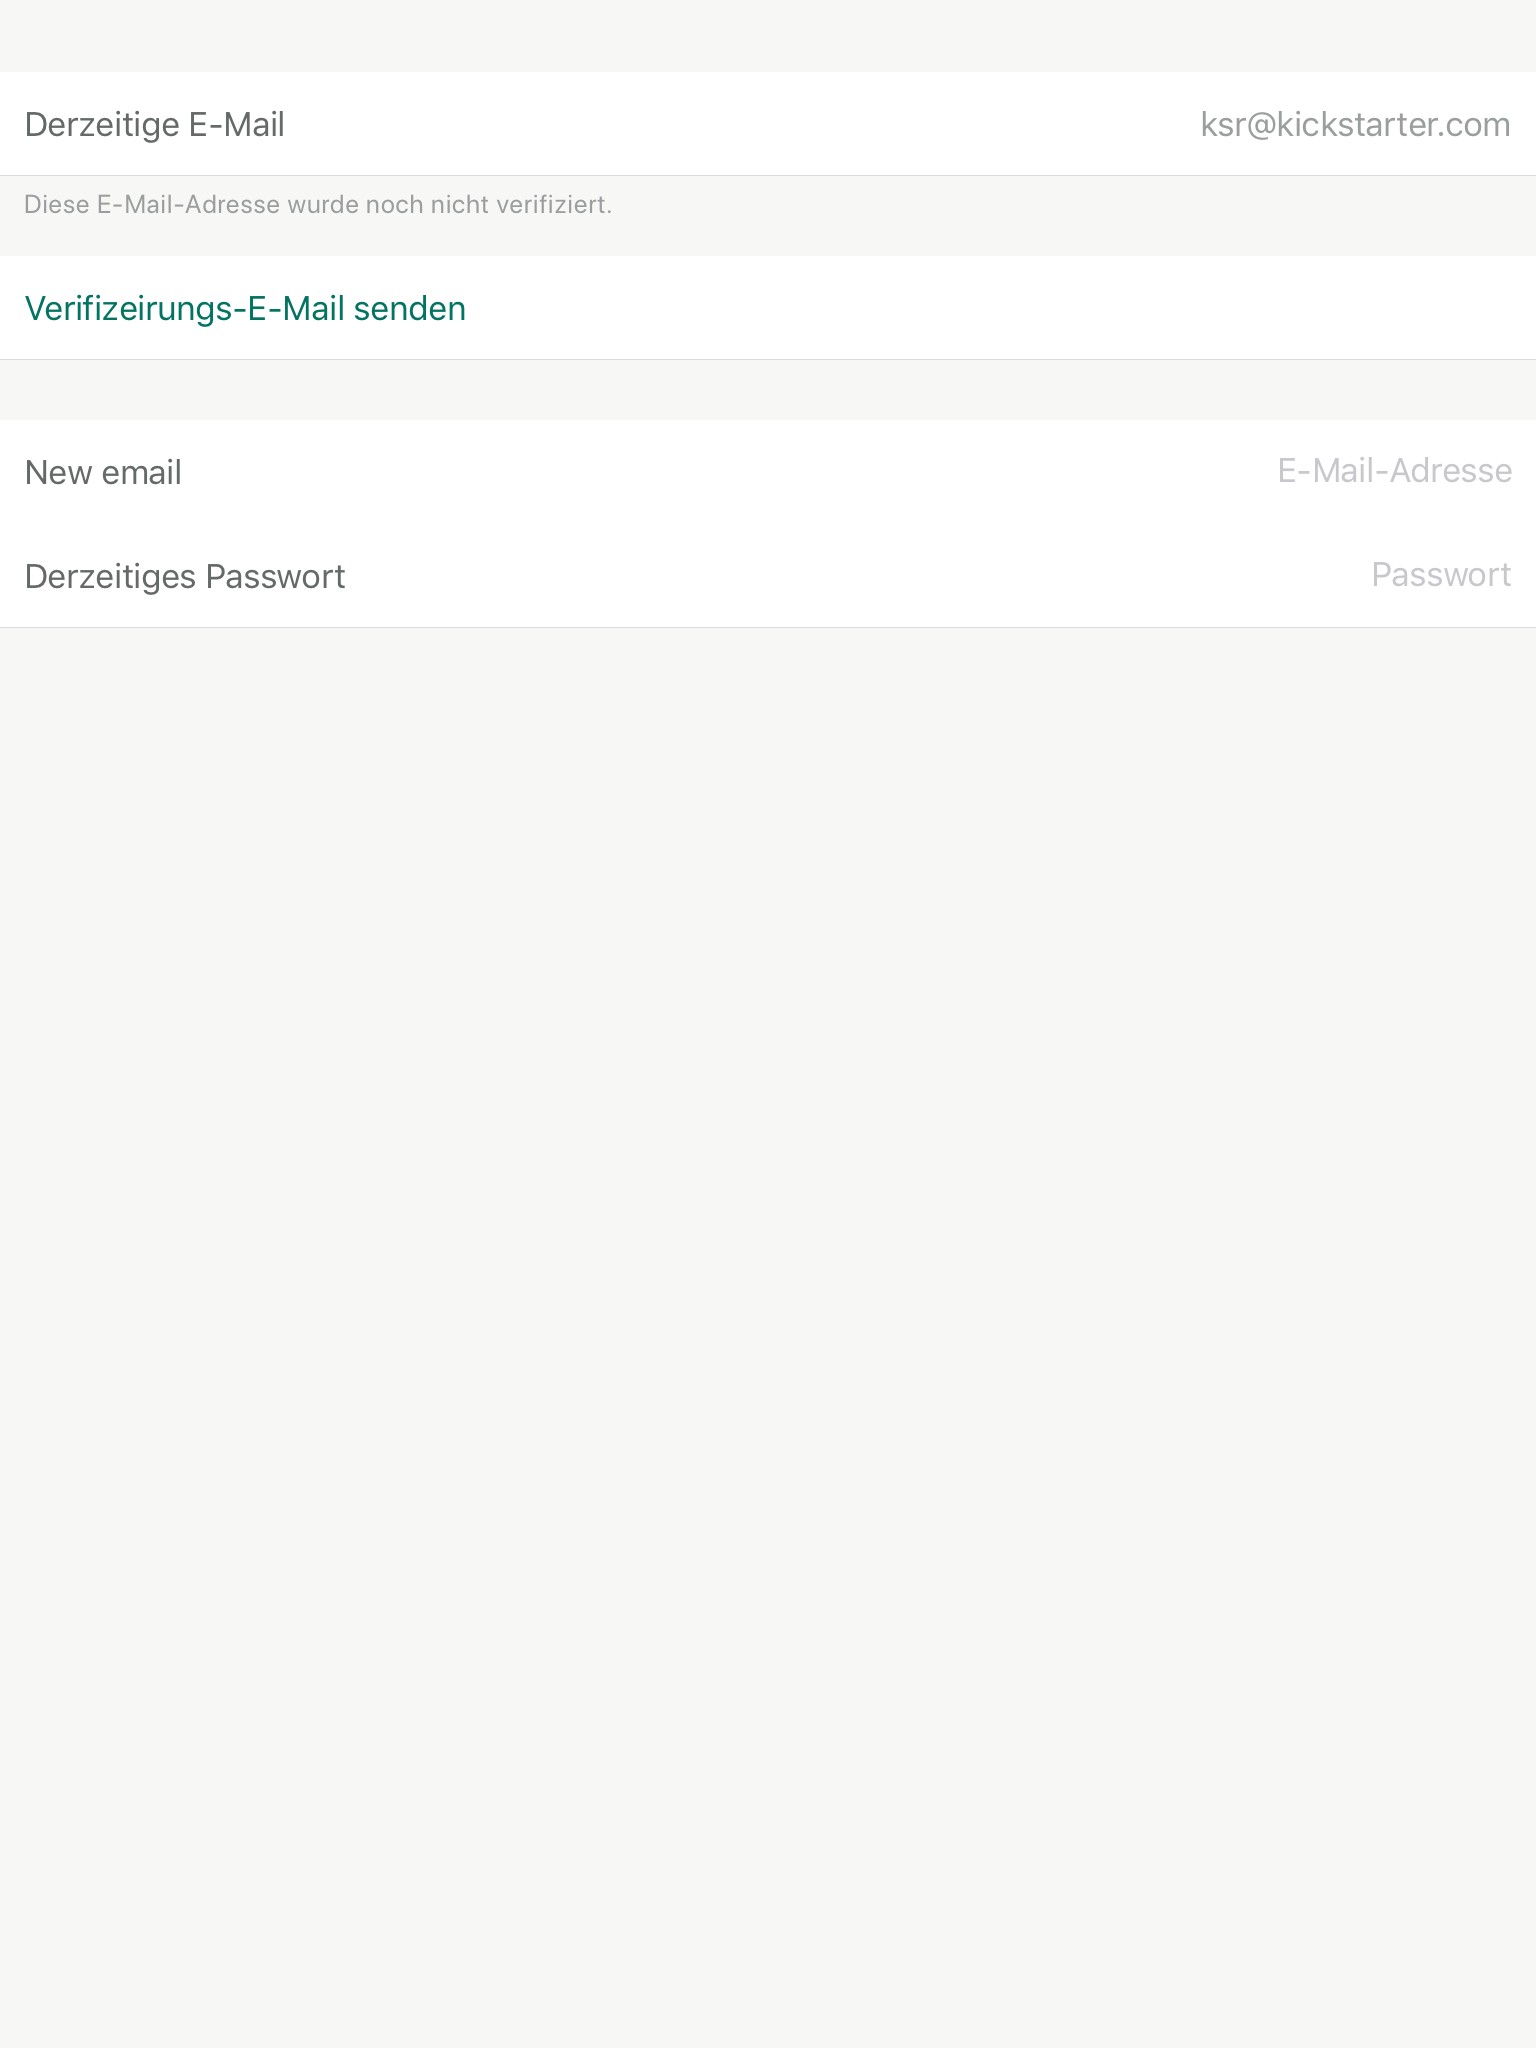 Derzeitige E-Mail ksr@kickstarter.com
Diese E-Mail-Adresse wurde noch nicht verifiziert.
Verifizeirungs-E-Mail senden
New email E-Mail-Adresse
Derzeitiges Passwort Passwort